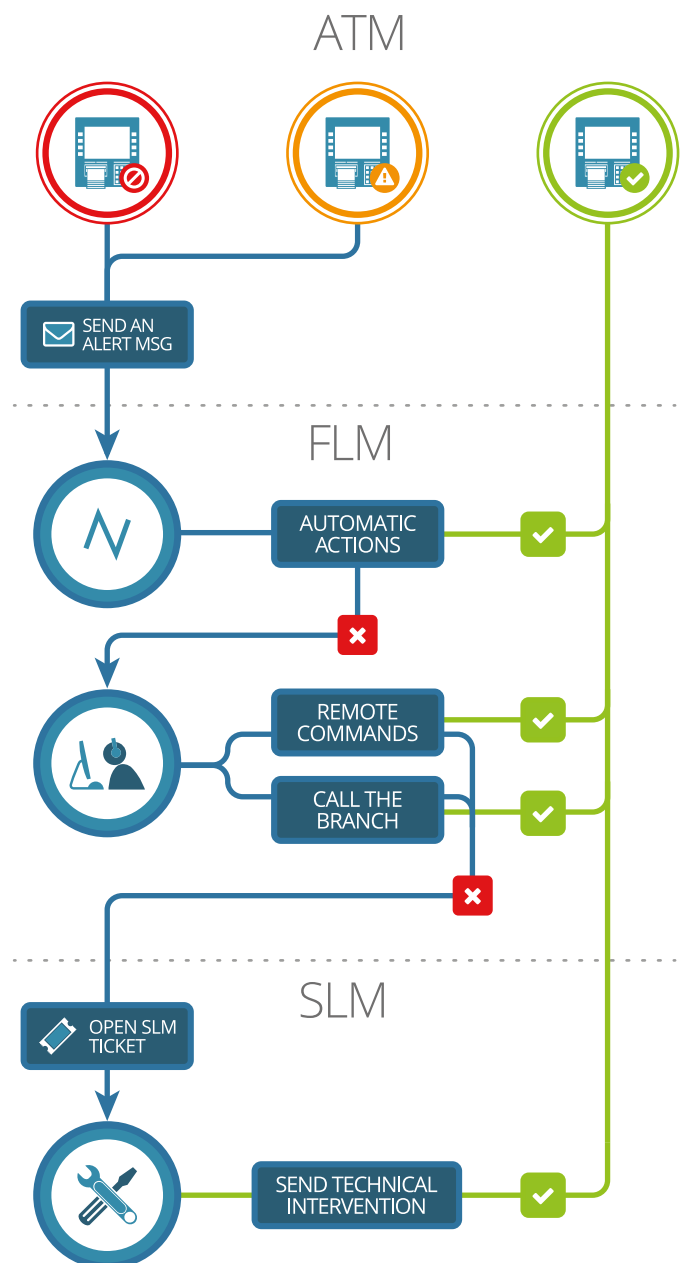 ATM
SEND AN
ALERT MSG
FLM
AUTOMATIC
ACTIONS
REMOTE
COMMANDS
CALL THE
BRANCH
SLM
OPEN SLM
TICKET
SEND TECHNICAL
INTERVENTION